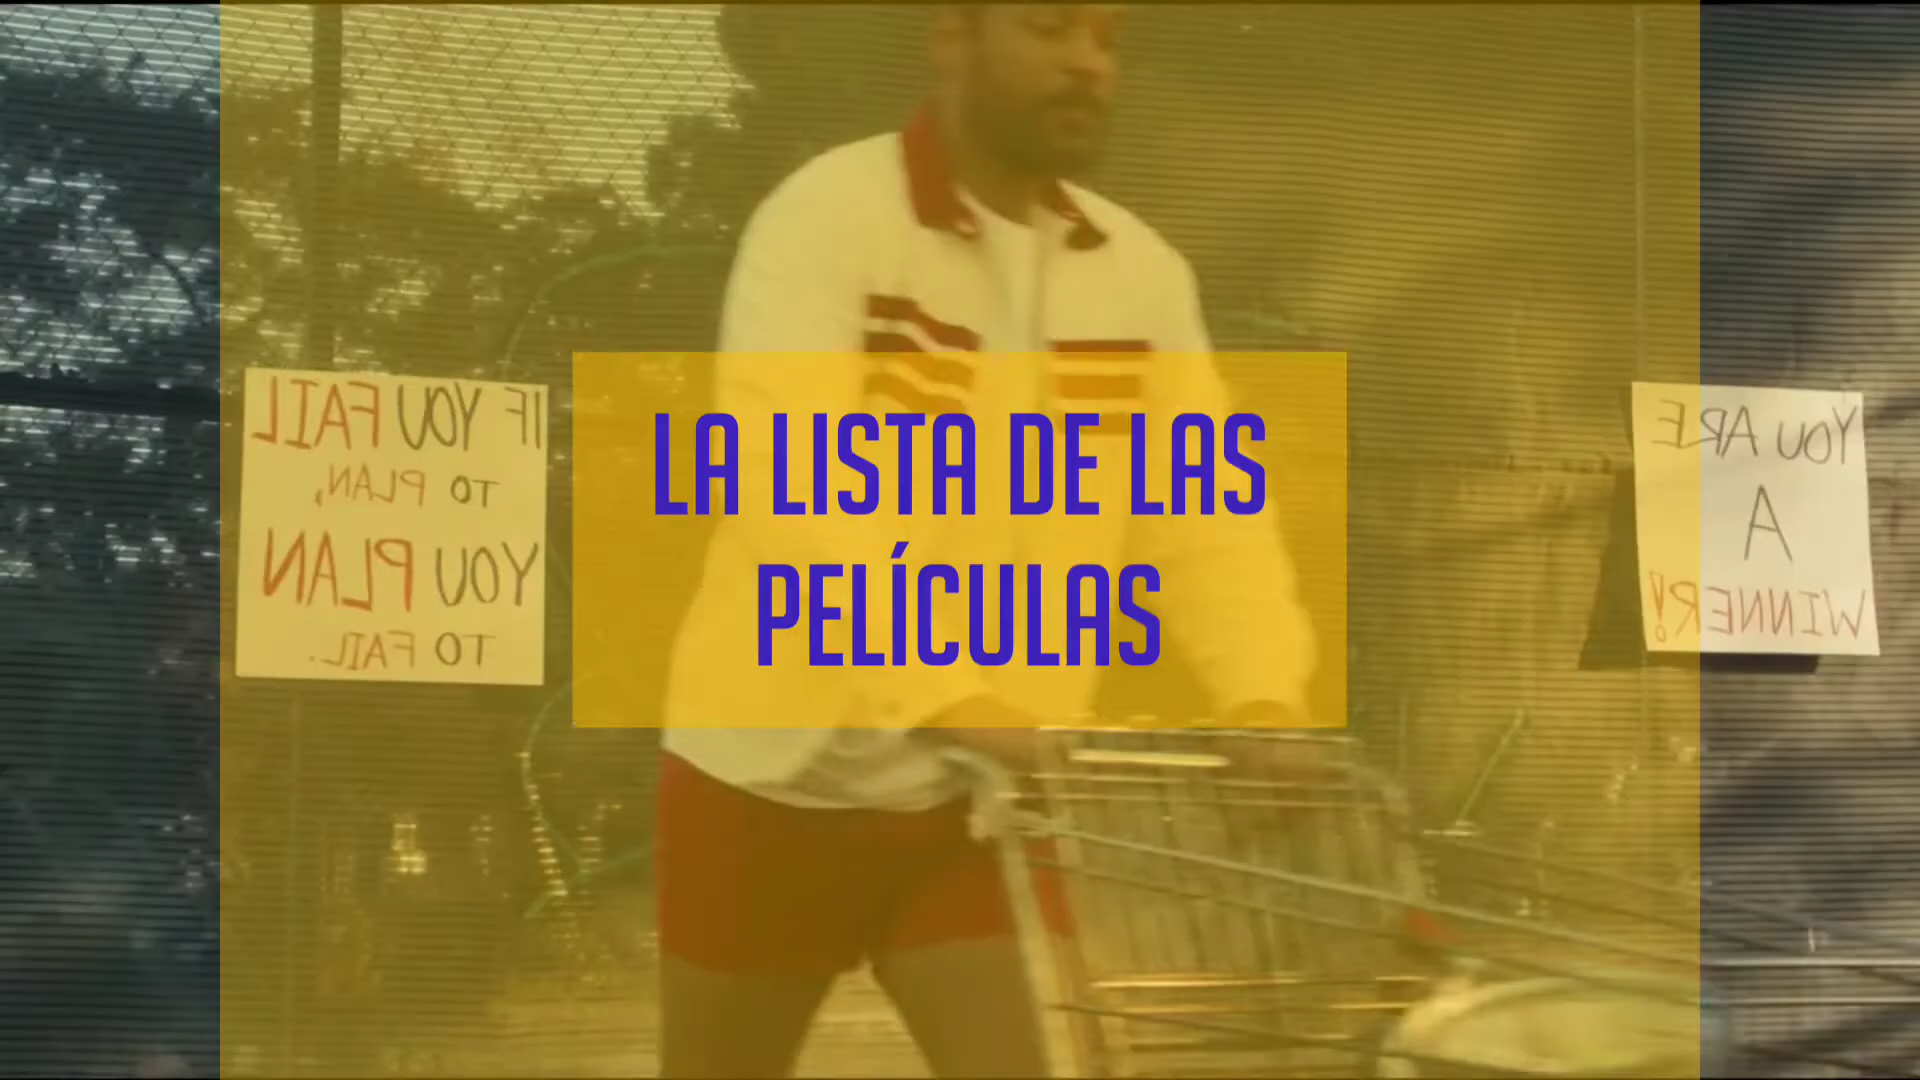 LA LISTA DE LAS
PELÍCULAS
IF YOU FAIL
TO PLAN,
YOU PLAN
TO FAIL.
YOU ARE
A
WINNER!